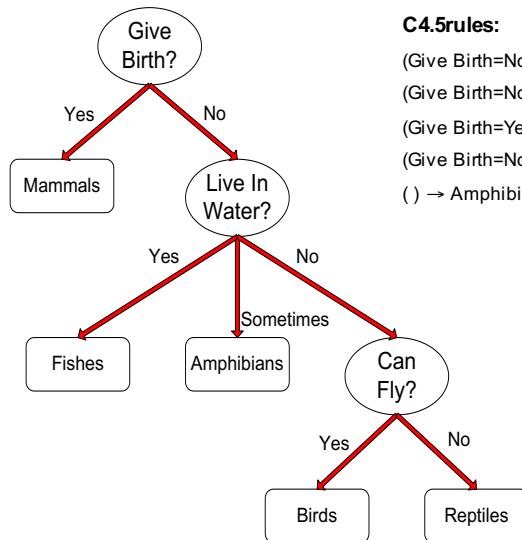 Give
Birth?
Yes
No
Mammals
Live In
Water?
Yes
Sometimes
No
Fishes
Amphibians
Can
Fly?
Yes
No
Birds
Reptiles
C4.5rules:
(Give Birth=No
(Give Birth=No
(Give Birth=Ye
(Give Birth=No
( ) → Amphibi